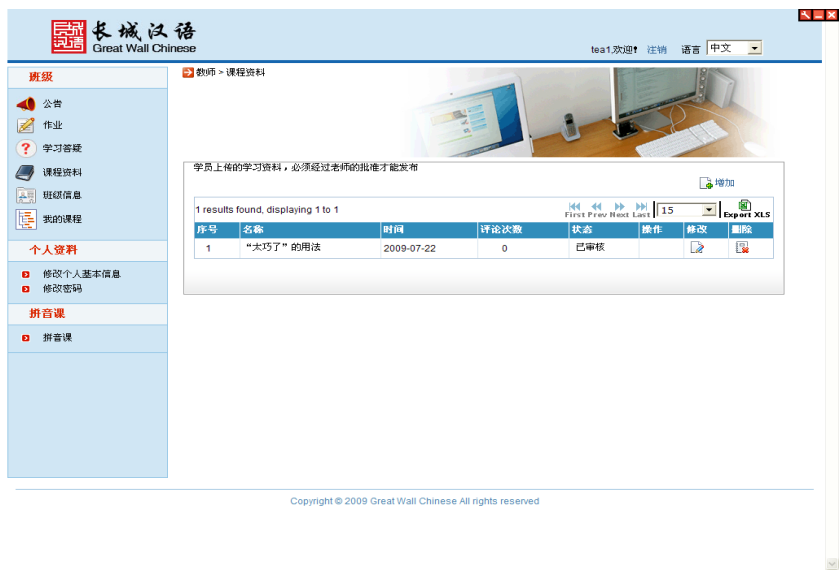 长城汉语
Great Wall Chinese
tea1,欢迎! 注销 语言 中文
班级
公告
作业
学习答疑
课程资料
班级信息
我的课程
个人资料
修改个人基本信息
修改密码
拼音课
拼音课
教师 > 课程资料
学员上传的学习资料，必须经过老师的批准才能发布
增加
1 results found, displaying 1 to 1
First Prev Next Last 15 Export XLS
序号 名称 时间 评论次数 状态 操作 修改 删除
1 “太巧了”的用法 2009-07-22 0 已审核
Copyright © 2009 Great Wall Chinese All rights reserved